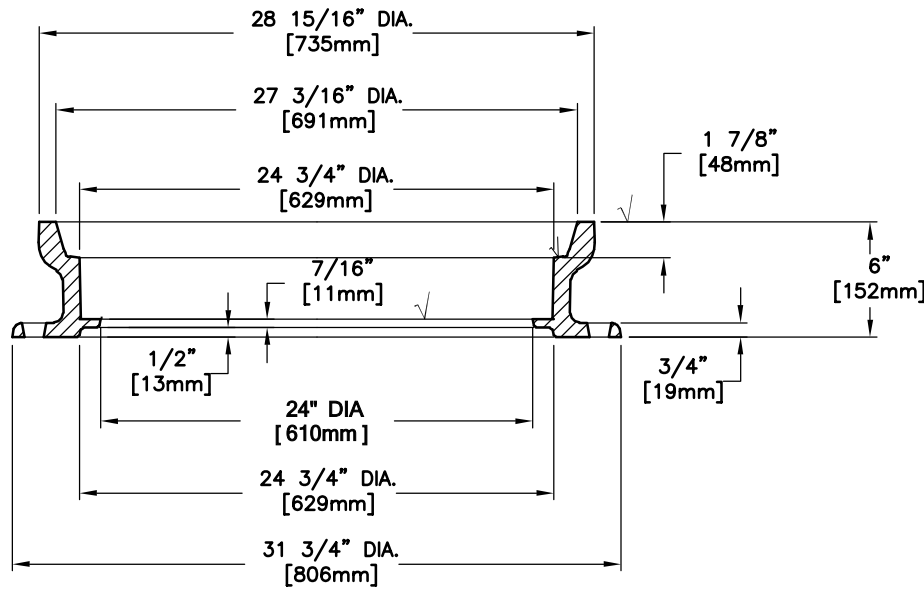 28 15/16” DIA.
[735mm]
27 3/16” DIA.
[691mm]
1 7/8”
[48mm]
24 3/4” DIA.
[629mm]
7/16”
[11mm]
6”
[152mm]
1/2”
[13mm]
3/4”
[19mm]
24" DIA
[610mm]
24 3/4” DIA.
[629mm]
31 3/4” DIA.
[806mm]